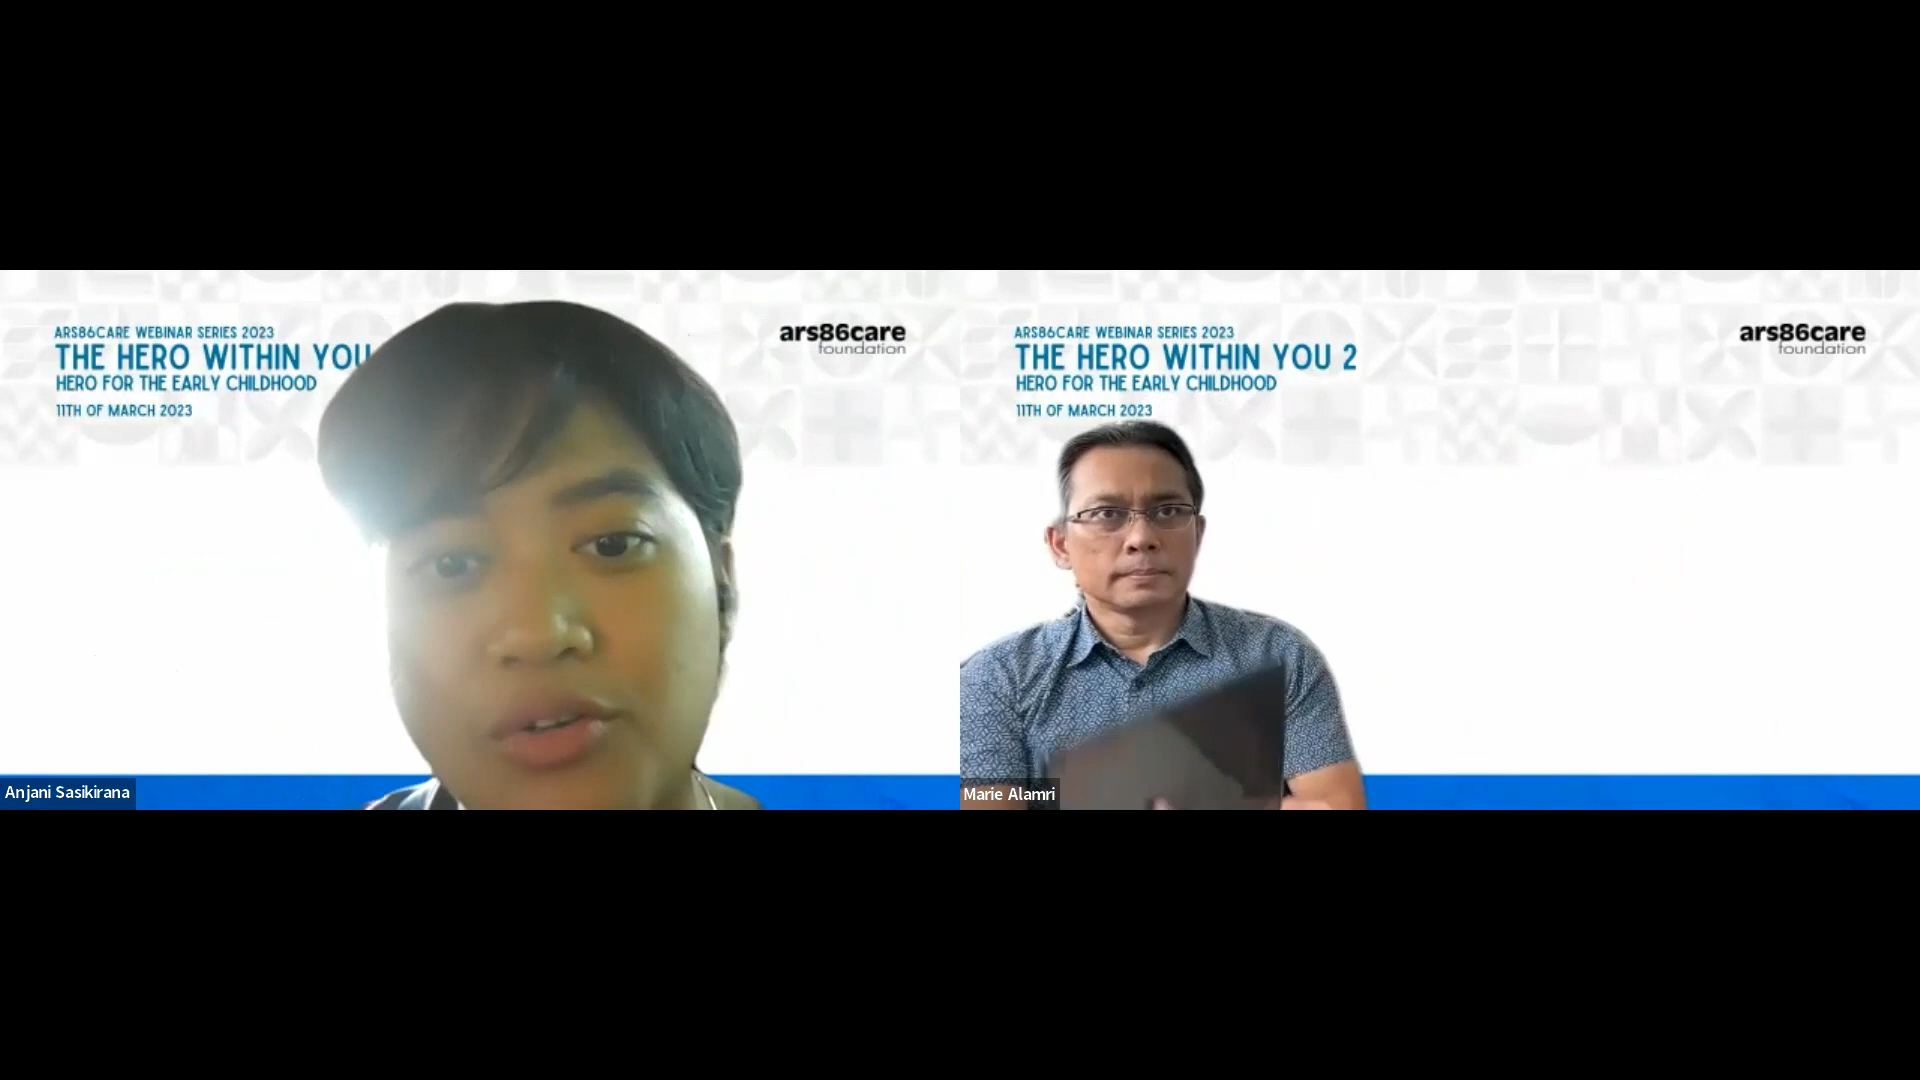 ARS86CARE WEBINAR SERIES 2023
THE HERO WITHIN YOU
HERO FOR THE EARLY CHILDHOOD
11TH OF MARCH 2023
ars86care
foundation
Anjani Sasikirana
ARS86CARE WEBINAR SERIES 2023
THE HERO WITHIN YOU 2
HERO FOR THE EARLY CHILDHOOD
11TH OF MARCH 2023
ars86care
foundation
Marie Alamri